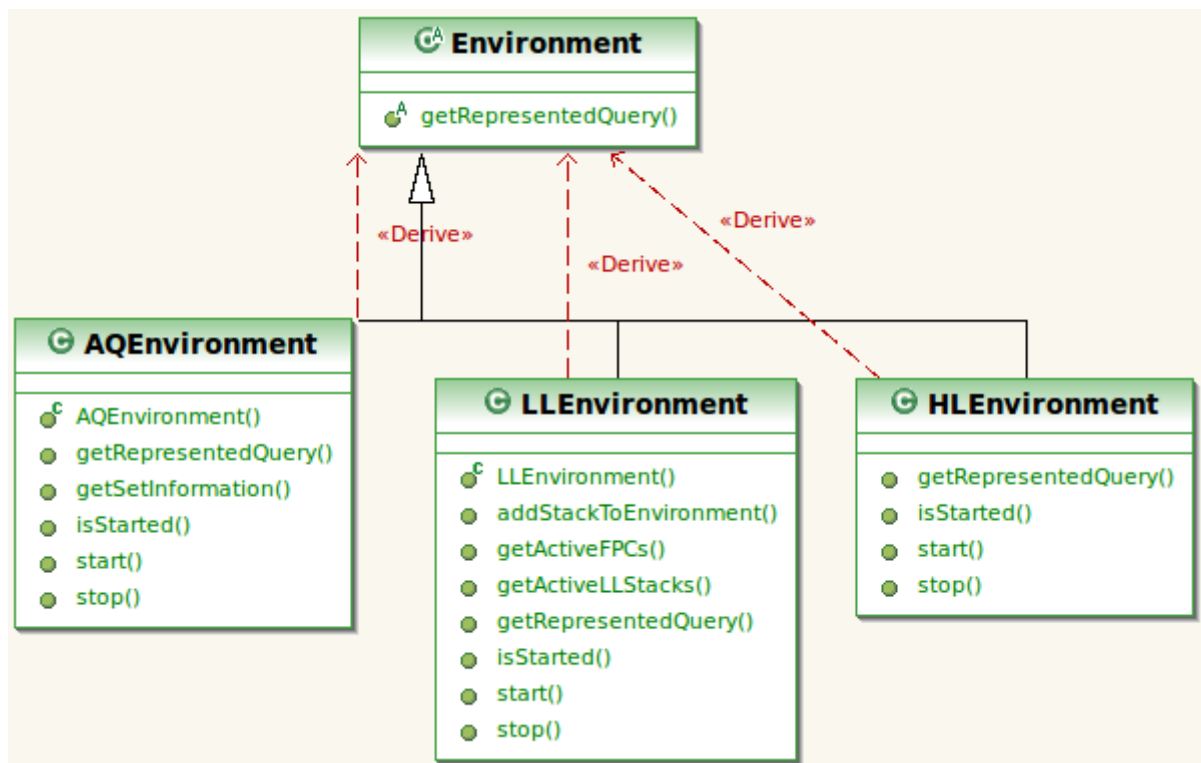 Environment
getRepresentedQuery()
«Derive»
«Derive»
«Derive»
AQEnvironment
AQEnvironment()
getRepresentedQuery()
getSetInformation()
isStarted()
start()
stop()
LLEnvironment
LLEnvironment()
addStackToEnvironment()
getActiveFPCs()
getActiveLLStacks()
getRepresentedQuery()
isStarted()
start()
stop()
HLEnvironment
getRepresentedQuery()
isStarted()
start()
stop()